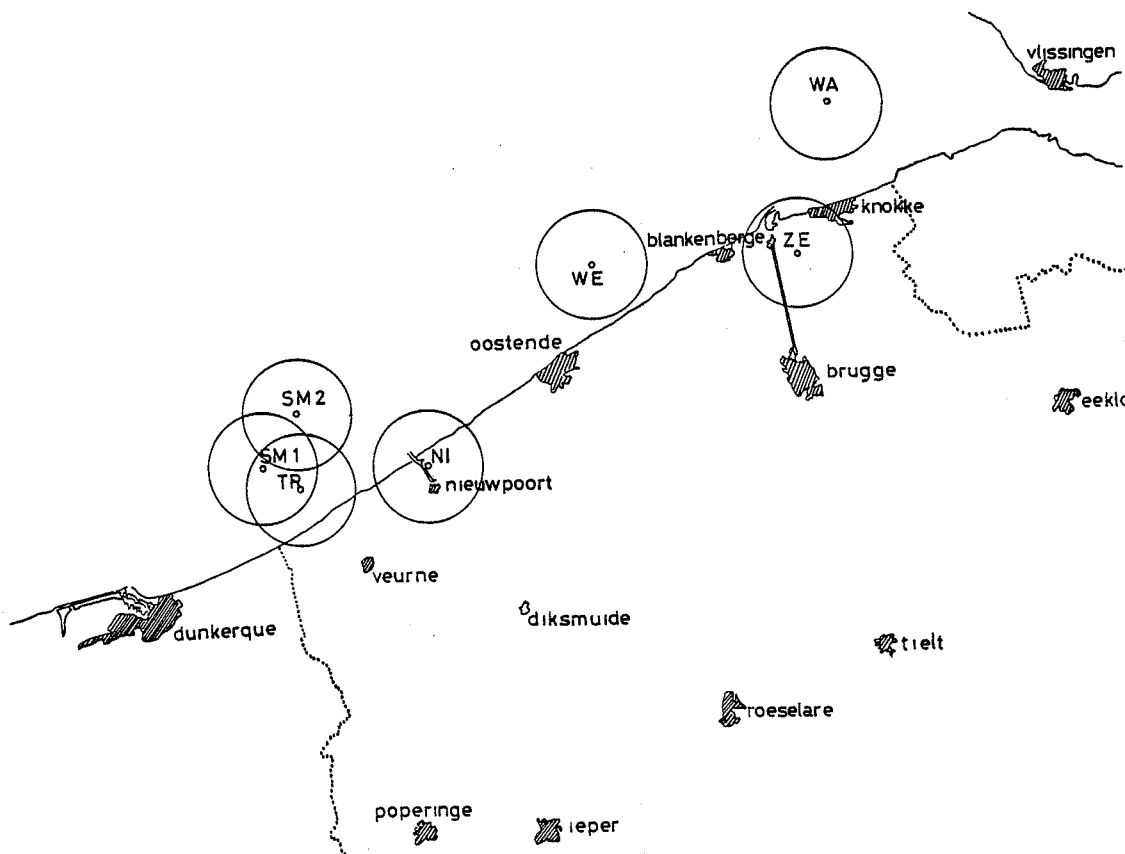 vlissingen
WA
knokke
blankenberge
ZE
WE
oostende
brugge
SM2
SM1
NI
TR
nieuwpoort
veurne
diksmuide
dunkerque
tielt
roeselare
poperinge
ieper